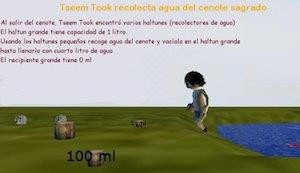 Tseem Took recolecta agua del cenote sagrado
Al salir del cenote. Tseem Took encontró varios haltunes (recolectores de agua)
El haltun grande tiene capacidad de 1 litro.
Usando los haltunes pequeños recoge agua del cenote y vacíala en el haltun grande
hasta llenarlo con cuarto litro de agua
El recipiente grande tiene 0 ml
100 ml